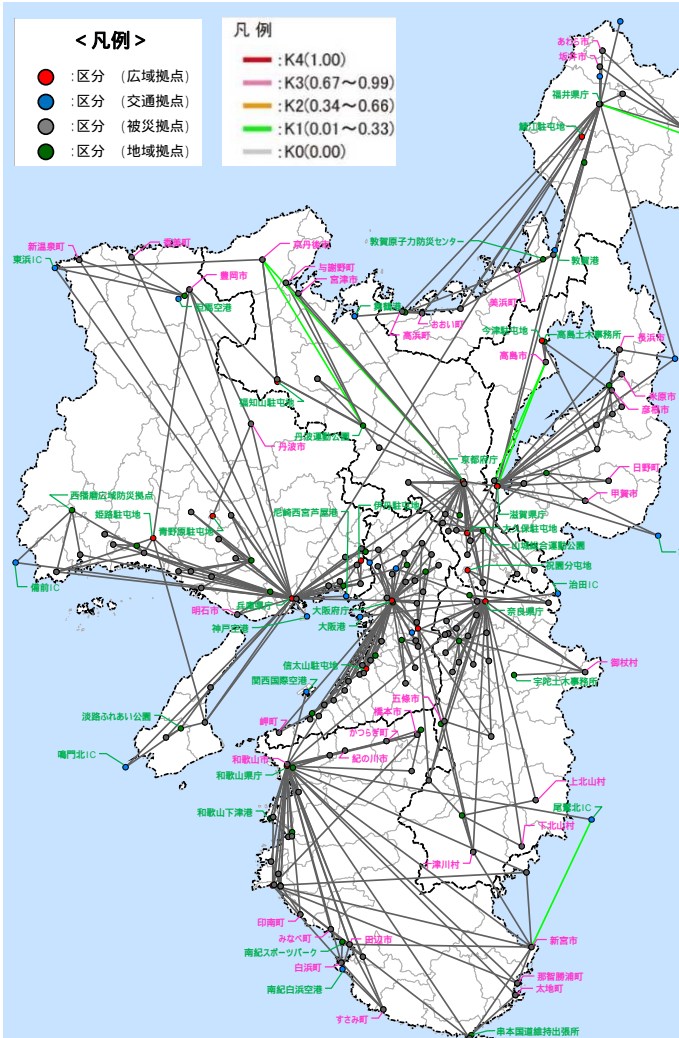 ＜凡例＞
:区分 （広域拠点）
:区分 （交通拠点）
:区分 （被災拠点）
:区分 （地域拠点）
凡 例
:K4(1.00)
:K3(0.67～0.99)
:K2(0.34～0.66)
:K1(0.01～0.33)
:K0(0.00)
あわら市
坂井市
福井県庁
鯖江駐屯地
敦賀原子力防災センター
敦賀港
美浜町
おおい町
高浜町
舞鶴港
新温泉町
東浜IC
香美町
豊岡市
但馬空港
京丹後市
与謝野町
宮津市
今津駐屯地
高島土木事務所
高島市
長浜市
米原市
彦根市
福知山駐屯地
丹波運動公園
丹波市
京都府庁
日野町
甲賀市
滋賀県庁
西播磨広域防災拠点
姫路駐屯地
青野原駐屯地
尼崎西宮芦屋港
伊丹駐屯地
大久保駐屯地
山城総合運動公園
祝園分屯地
治田IC
備前IC
兵庫県庁
明石市
神戸空港
大阪府庁
大阪港
奈良県庁
信太山駐屯地
関西国際空港
御杖村
宇陀土木事務所
五條市
橋本市
かつらぎ町
岬町
淡路ふれあい公園
鳴門北IC
和歌山市
紀の川市
和歌山県庁
上北山村
尾鷲北IC
和歌山下津港
下北山村
十津川村
印南町
みなべ町
田辺市
南紀スポーツパーク
新宮市
白浜町
那智勝浦町
南紀白浜空港
太地町
すさみ町
串本国道維持出張所